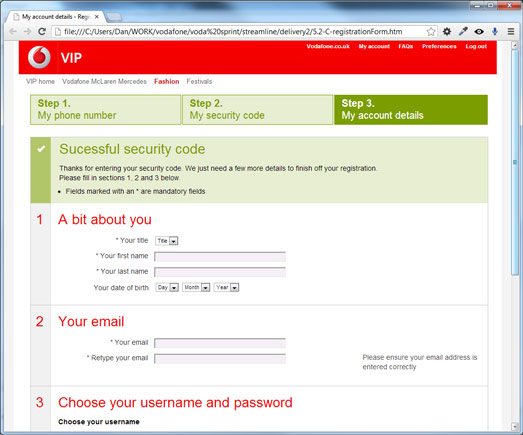 My account details - Regis
file:///C:/Users/Dan/WORK/vodafone/voda%20sprint/streamline/delivery2/5.2-C-registrationForm.htm
Vodafone.co.uk My account FAQs Preferences Log out
VIP
VIP home Vodafone McLaren Mercedes Fashion Festivals
Step 1. Step 2. Step 3.
My phone number My security code My account details
Sucessful security code
Thanks for entering your security code. We just need a few more details to finish off your registration.
Please fill in sections 1, 2 and 3 below.
• Fields marked with an * are mandatory fields
1 A bit about you
* Your title Title
* Your first name
* Your last name
Your date of birth Day Month Year
2 Your email
* Your email
* Retype your email Please ensure your email address is
entered correctly
3 Choose your username and password
Choose your username